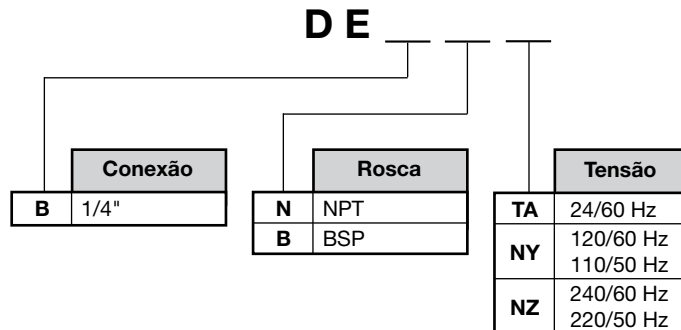 D E
Conexão
B 1/4"
Rosca
N NPT
B BSP
Tensão
TA 24/60 Hz
NY 120/60 Hz
110/50 Hz
NZ 240/60 Hz
220/50 Hz